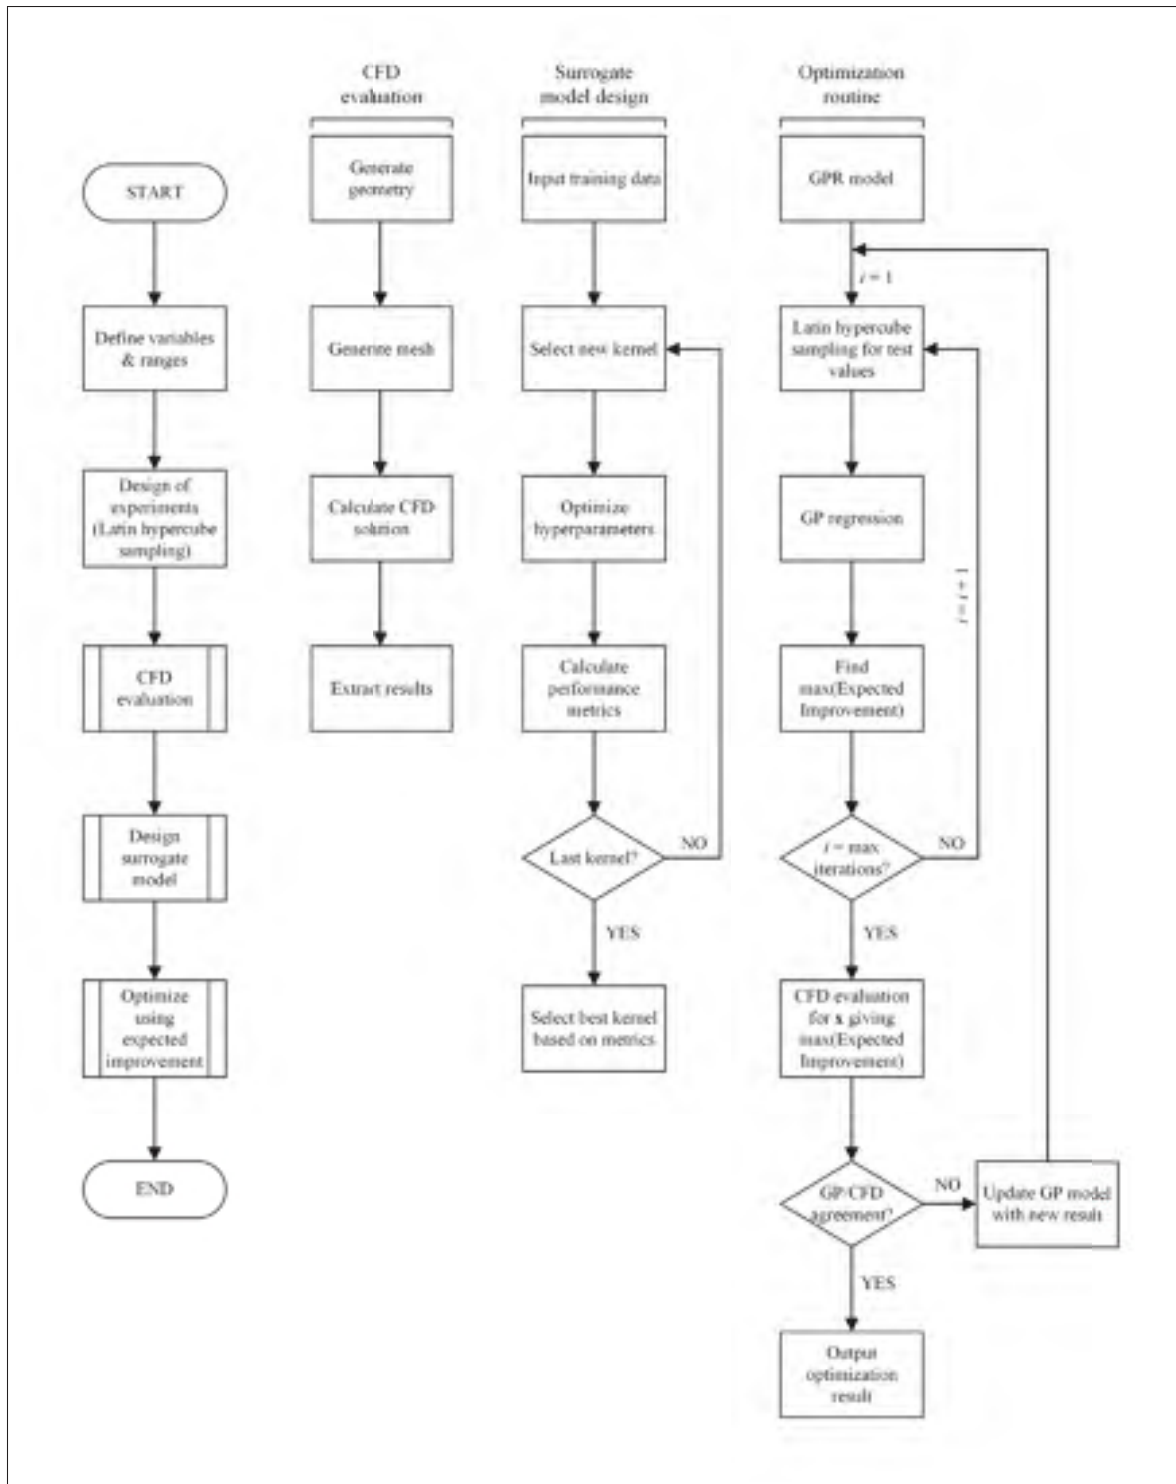 START
Define variables
& ranges
Design of
experiments
(Latin hypercube
sampling)
CFD
evaluation
Design
surrogate
model
Optimize
using
expected
improvement
END
CFD
evaluation
Generate
geometry
Generate mesh
Calculate CFD
solution
Extract results
Surrogate
model design
Input training data
Select new kernel
Optimize
hyperparameters
Calculate
performance
metrics
Last kernel?
NO
YES
Select best kernel
based on metrics
Optimization
routine
GPR model
i = 1
Latin hypercube
sampling for test
values
GP regression
i = i + 1
Find
max(Expected
Improvement)
i = max
iterations?
NO
YES
CFD evaluation
for x giving
max(Expected
Improvement)
GP/CFD
agreement?
NO
Update GP model
with new result
YES
Output
optimization
result